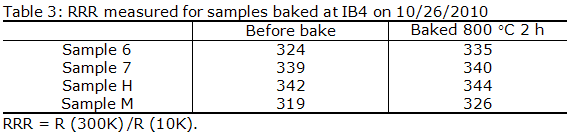 Table 3: RRR measured for samples baked at IB4 on 10/26/2010
Before bake Baked 800 °C 2 h
Sample 6 324 335
Sample 7 339 340
Sample H 342 344
Sample M 319 326
RRR = R (300K)/R (10K).